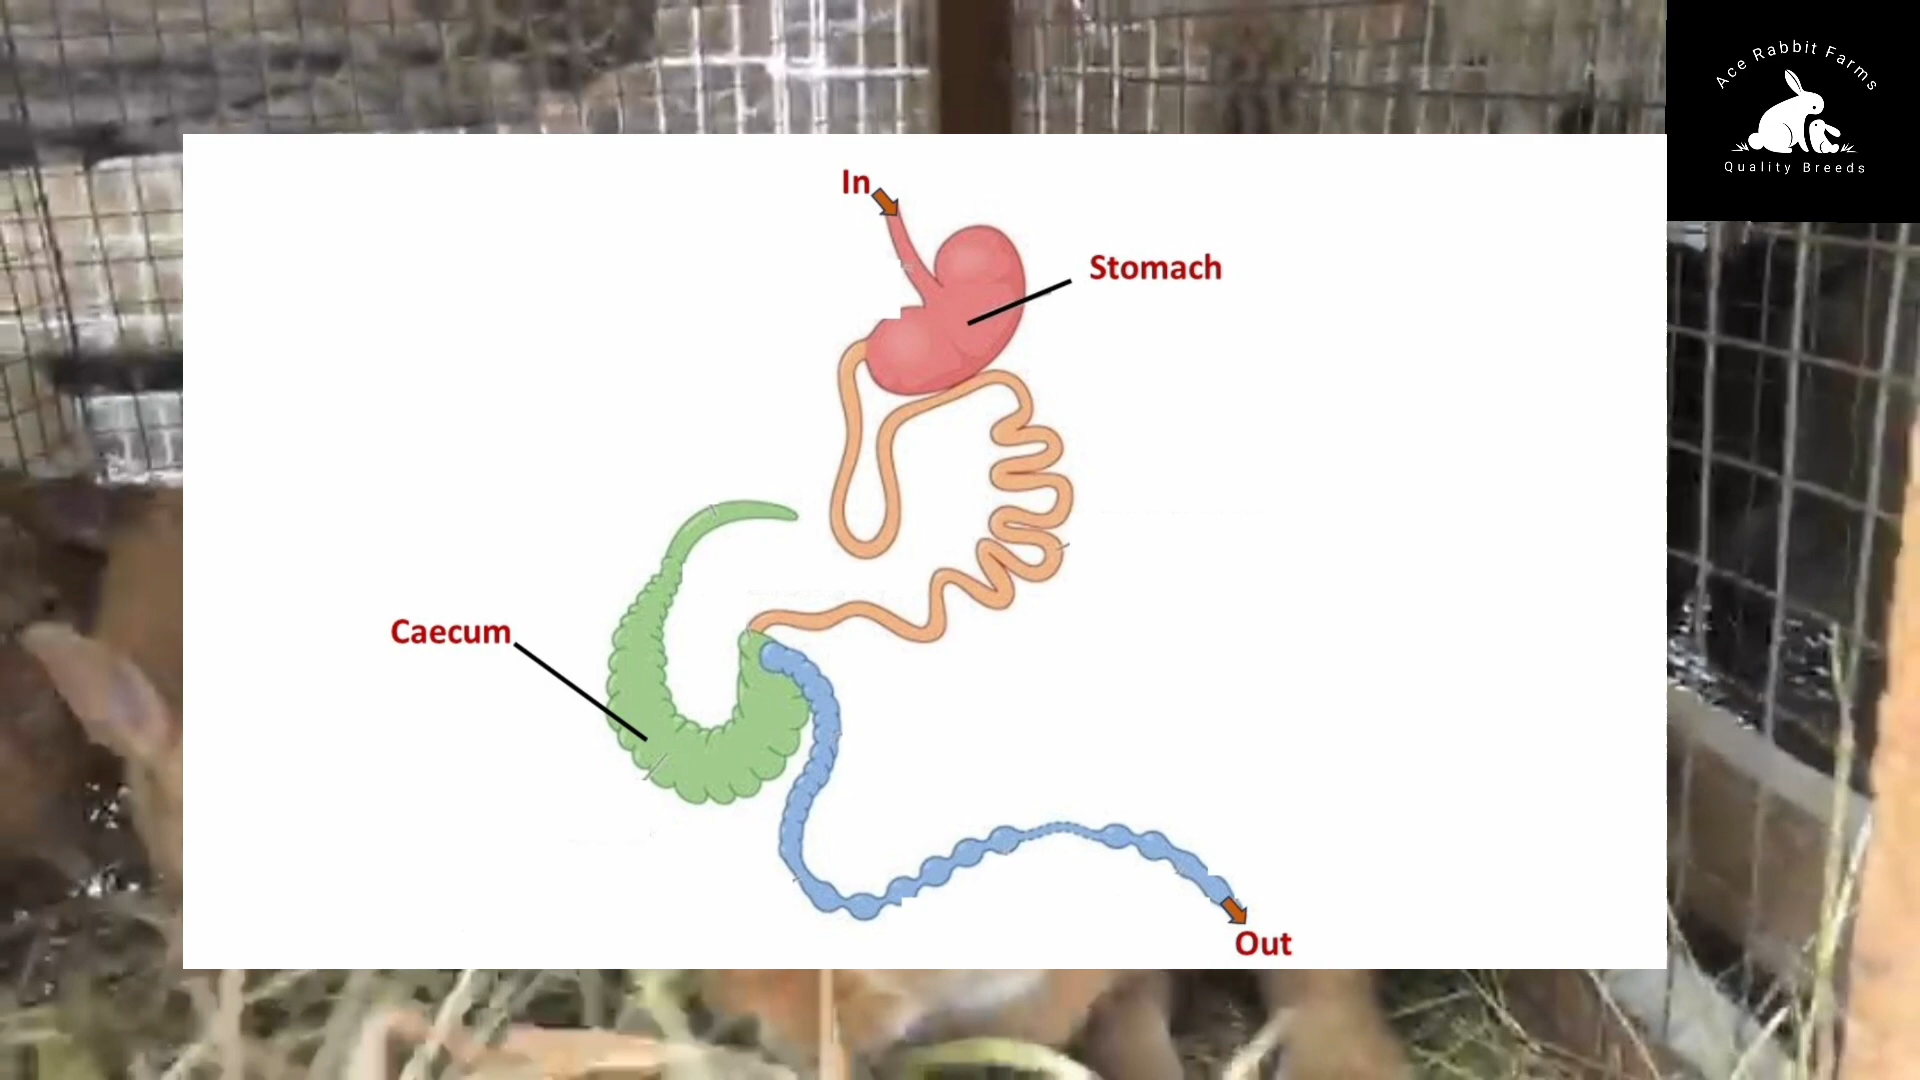 Ace Rabbit Farms
Quality Breeds
In
Stomach
Caecum
Out